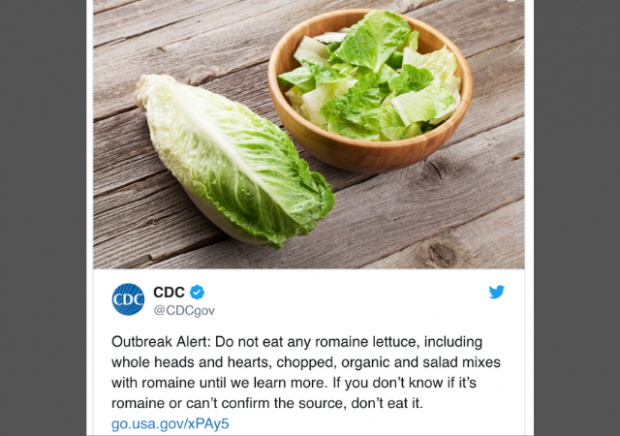 CDC
CDC
@CDCgov
Outbreak Alert: Do not eat any romaine lettuce, including
whole heads and hearts, chopped, organic and salad mixes
with romaine until we learn more. If you don’t know if it’s
romaine or can’t confirm the source, don’t eat it.
go.usa.gov/xPAy5